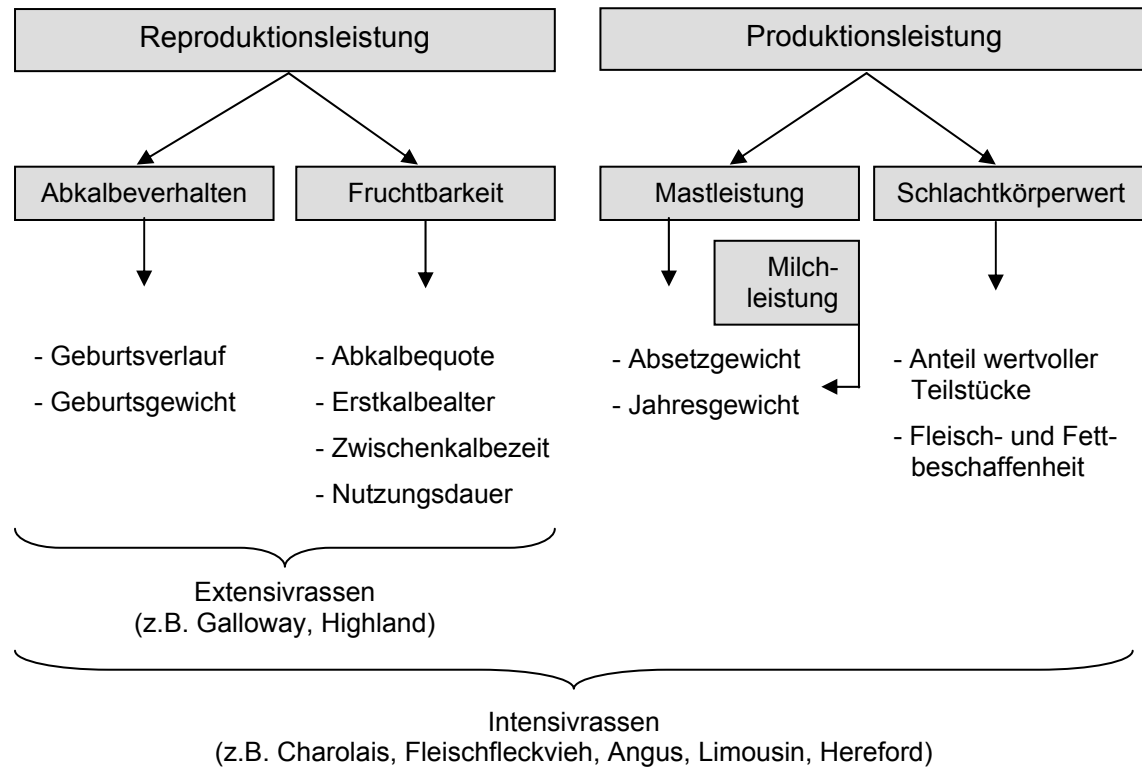 Reproduktionsleistung
Produktionsleistung
Abkalbeverhalten
Fruchtbarkeit
Mastleistung
Schlachtkörperwert
Milch-
leistung
- Geburtsverlauf
- Geburtsgewicht
- Abkalbequote
- Erstkalbealter
- Zwischenkalbezeit
- Nutzungsdauer
- Absetzgewicht
- Jahresgewicht
- Anteil wertvoller
Teilstücke
- Fleisch- und Fett-
beschaffenheit
Extensivrassen
(z.B. Galloway, Highland)
Intensivrassen
(z.B. Charolais, Fleischfleckvieh, Angus, Limousin, Hereford)